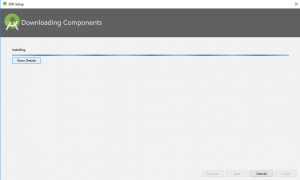 SDK Setup
Downloading Components
Installing
Show Details
Previous
Next
Cancel
Finish